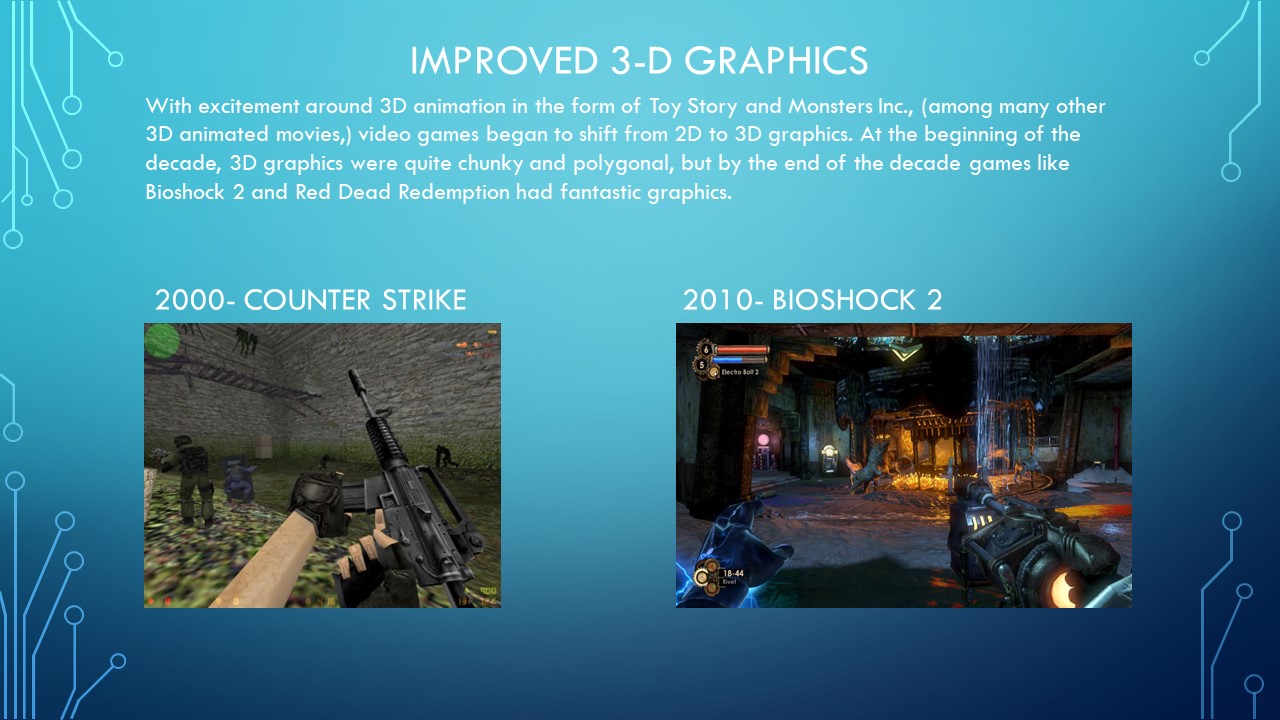 IMPROVED 3-D GRAPHICS
With excitement around 3D animation in the form of Toy Story and Monsters Inc., (among many other
3D animated movies,) video games began to shift from 2D to 3D graphics. At the beginning of the
decade, 3D graphics were quite chunky and polygonal, but by the end of the decade games like
Bioshock 2 and Red Dead Redemption had fantastic graphics.
2000- COUNTER STRIKE
2010- BIOSHOCK 2
6
5
Electro Bolt 2
18-44
Rivet